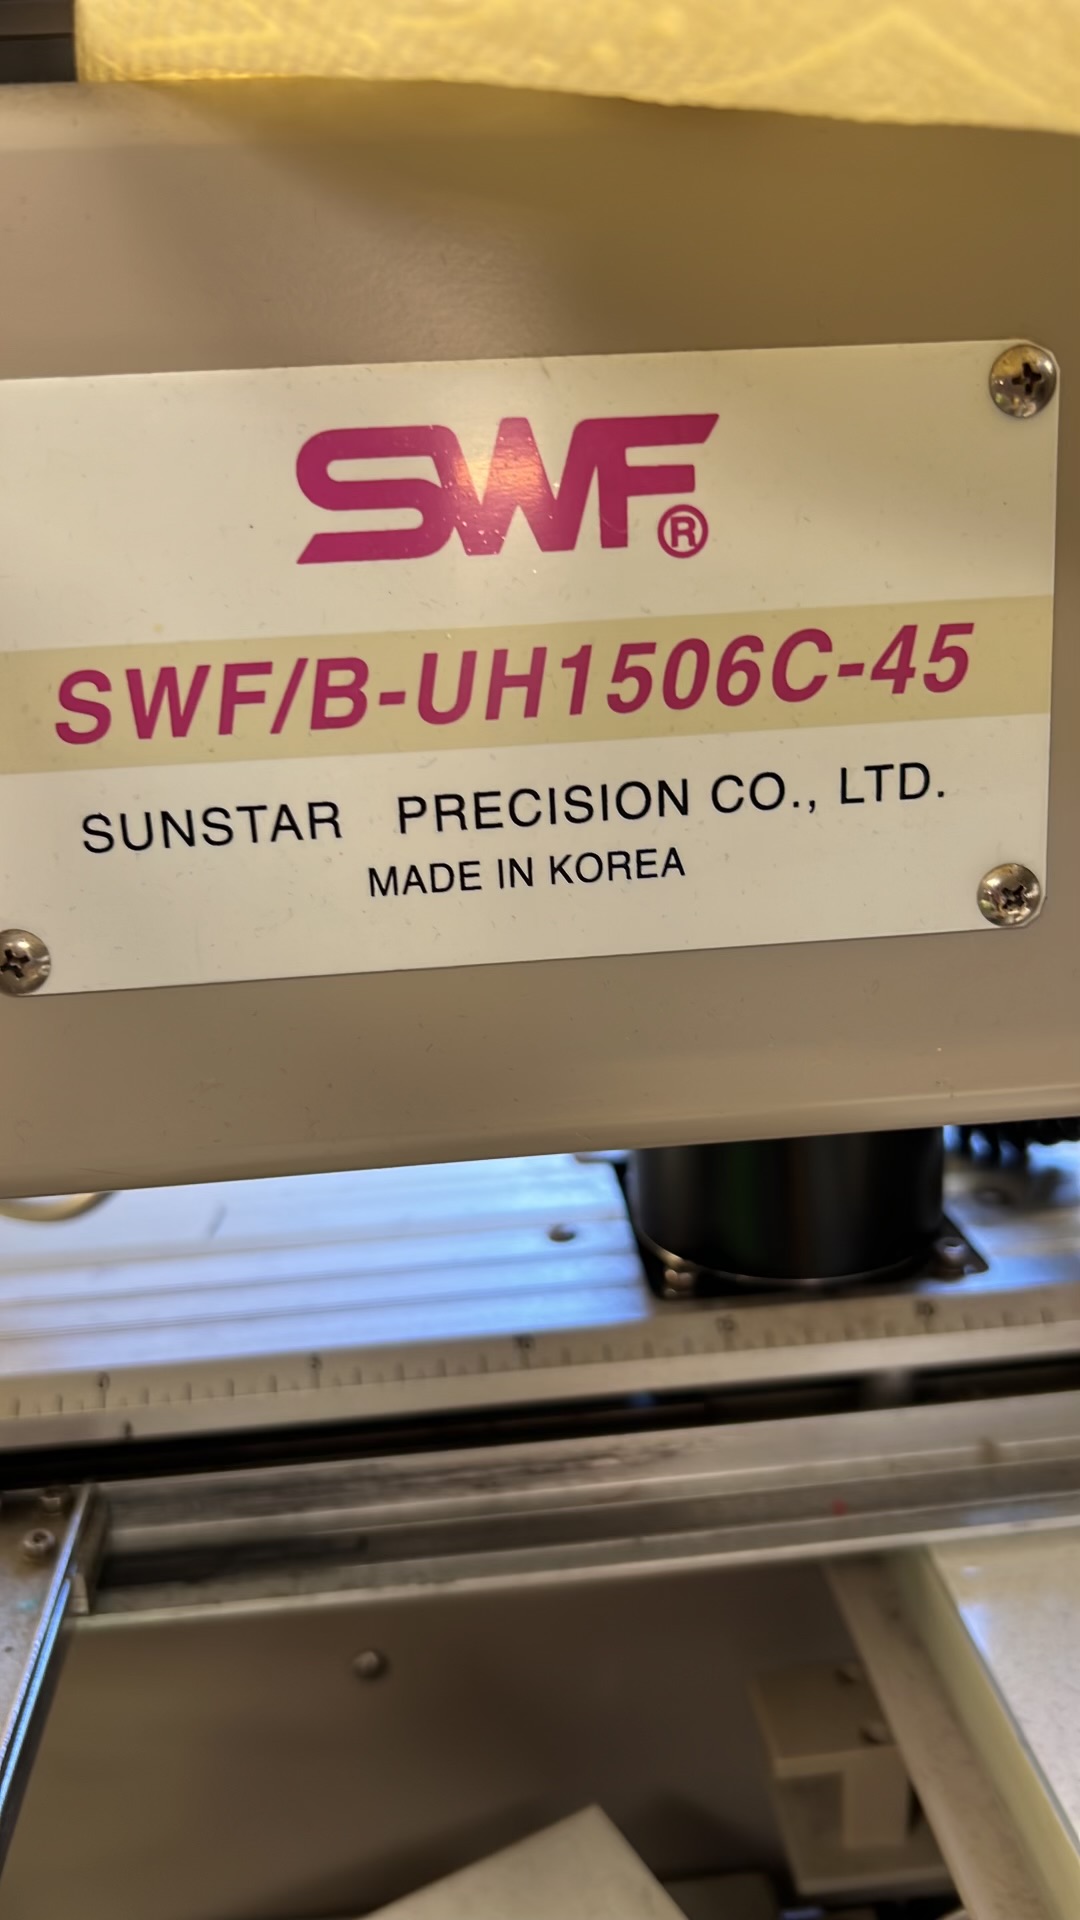 SWF®
SWF/B-UH1506C-45
SUNSTAR PRECISION CO., LTD.
MADE IN KOREA